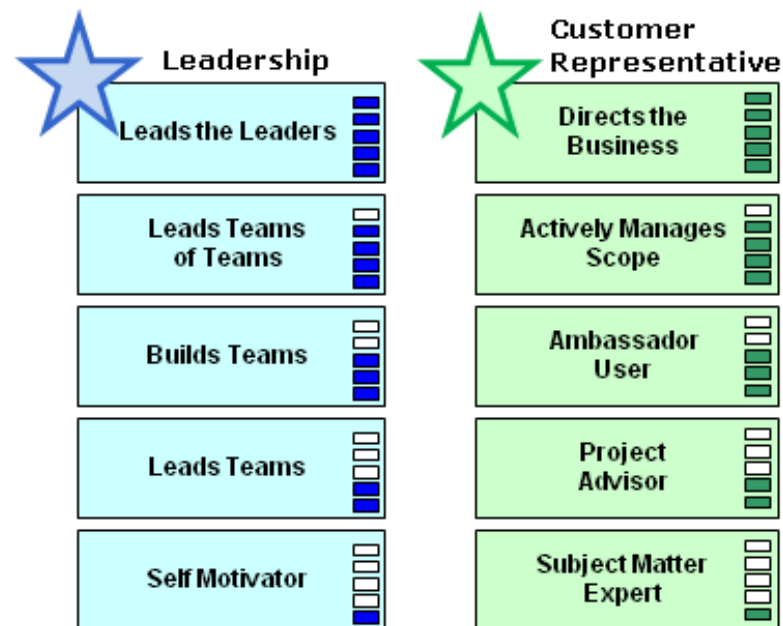 Leadership
Leads the Leaders
Leads Teams
of Teams
Builds Teams
Leads Teams
Self Motivator
Customer
Representative
Directs the
Business
Actively Manages
Scope
Ambassador
User
Project
Advisor
Subject Matter
Expert